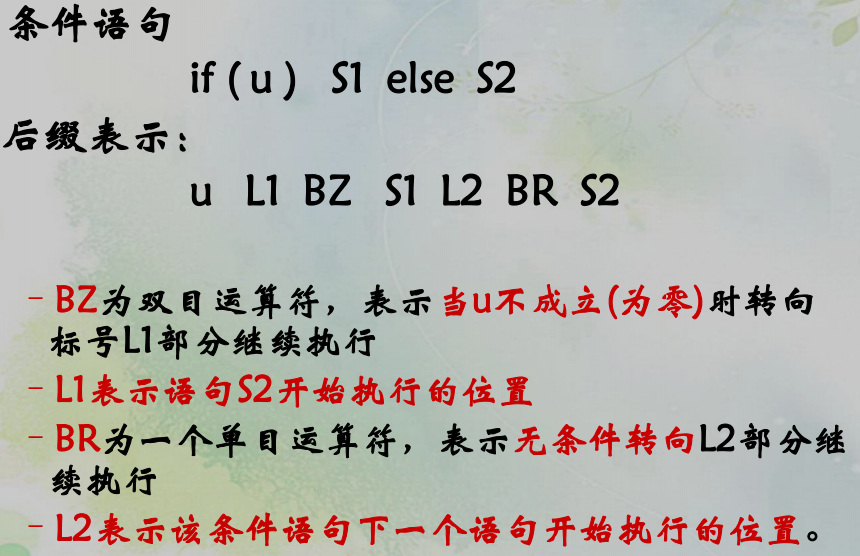 条件语句
if ( u ) S1 else S2
后缀表示：
u L1 BZ S1 L2 BR S2
- BZ为双目运算符，表示当u不成立(为零)时转向
标号L1部分继续执行
- L1表示语句S2开始执行的位置
- BR为一个单目运算符，表示无条件转向L2部分继
续执行
- L2表示该条件语句下一个语句开始执行的位置。